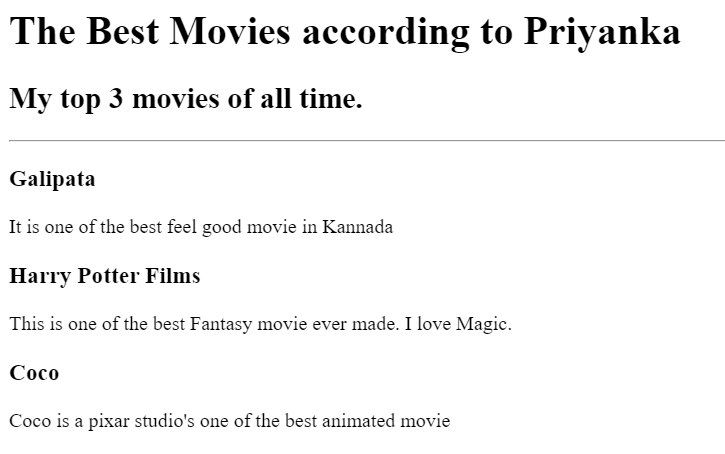 The Best Movies according to Priyanka
My top 3 movies of all time.
Galipata
It is one of the best feel good movie in Kannada
Harry Potter Films
This is one of the best Fantasy movie ever made. I love Magic.
Coco
Coco is a pixar studio's one of the best animated movie